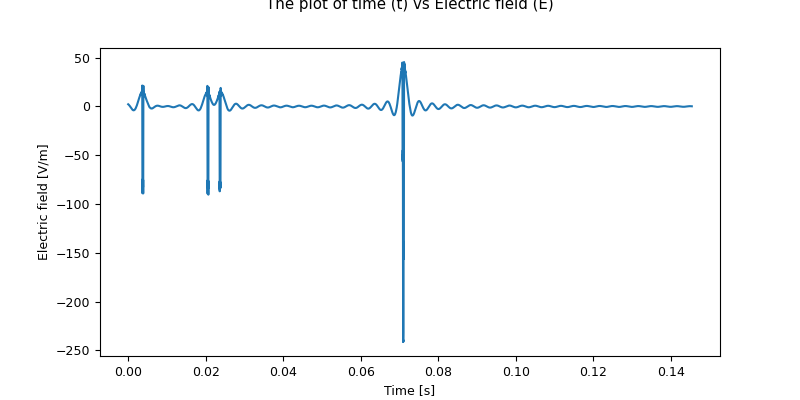 The plot of time (t) vs Electric field (E)
50
0
−50
−100
−150
−200
−250
Electric field [V/m]
0.00 0.02 0.04 0.06 0.08 0.10 0.12 0.14
Time [s]